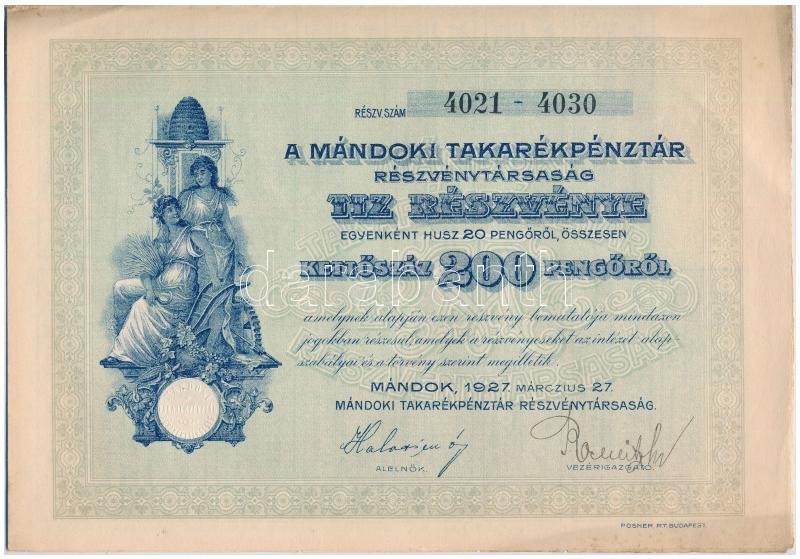 RÉSZV. SZÁM 4021 - 4030
A MÁNDOKI TAKARÉKPÉNZTÁR
RÉSZVÉNYTÁRSASÁG
TIZ RÉSZVÉNYE
EGYENKÉNT HUSZ 20 PENGŐRŐL, ÖSSZESEN
KETTŐSZÁZ 200 PENGŐRŐL
amelynek alapján ezen részvény bemutatója mindazon
jogokban részesül, amelyek a részvényeseket az intézet alap-
szabályai és a törvény szerint megilletik.
MÁNDOK, 1927. MÁRCZIUS 27.
MÁNDOKI TAKARÉKPÉNZTÁR RÉSZVÉNYTÁRSASÁG.
ALELNÖK.
VEZÉRIGAZGATÓ.
POSNER R.T. BUDAPEST.
darabanth